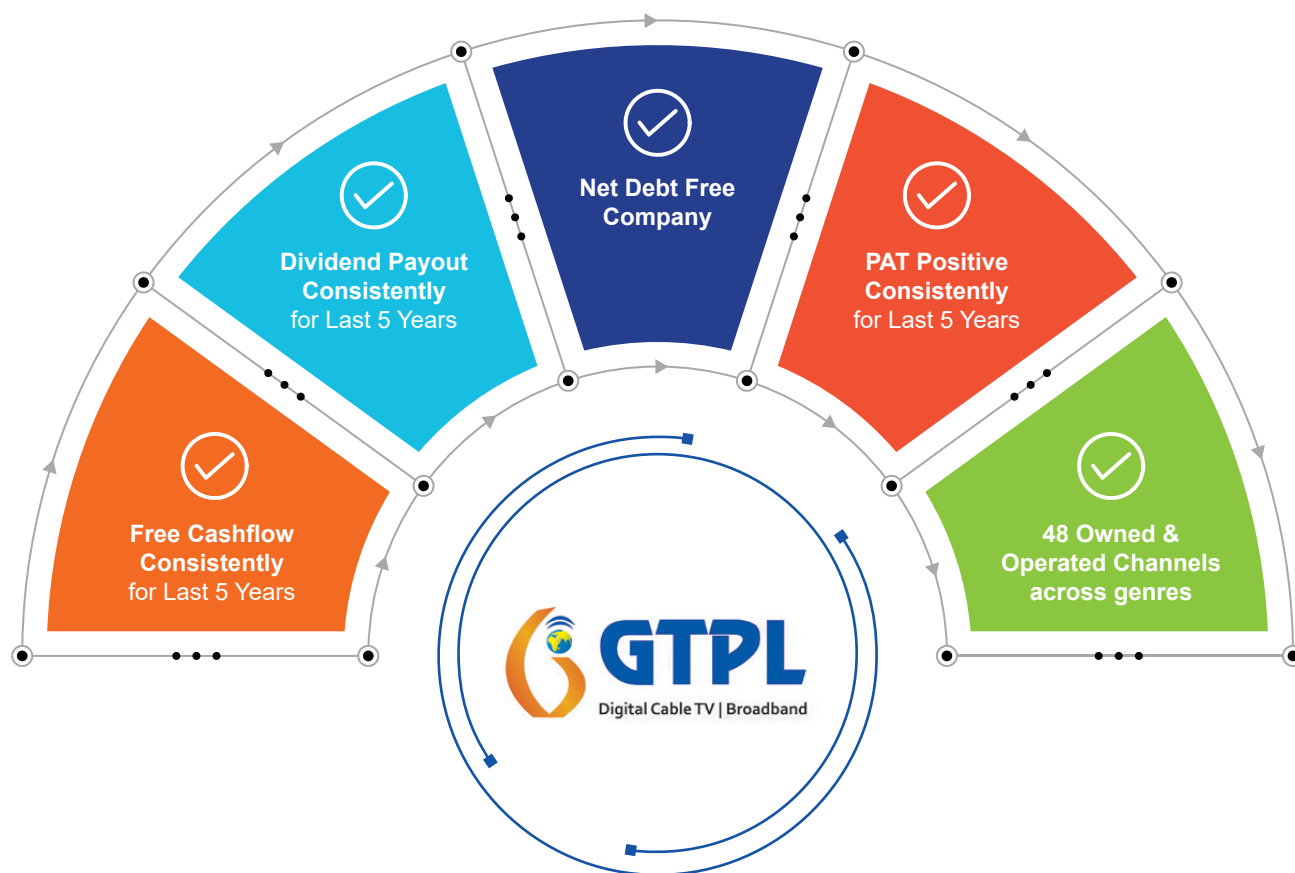 Free Cashflow
Consistently
for Last 5 Years
Dividend Payout
Consistently
for Last 5 Years
Net Debt Free
Company
PAT Positive
Consistently
for Last 5 Years
48 Owned &
Operated Channels
across genres
GTPL
Digital Cable TV | Broadband